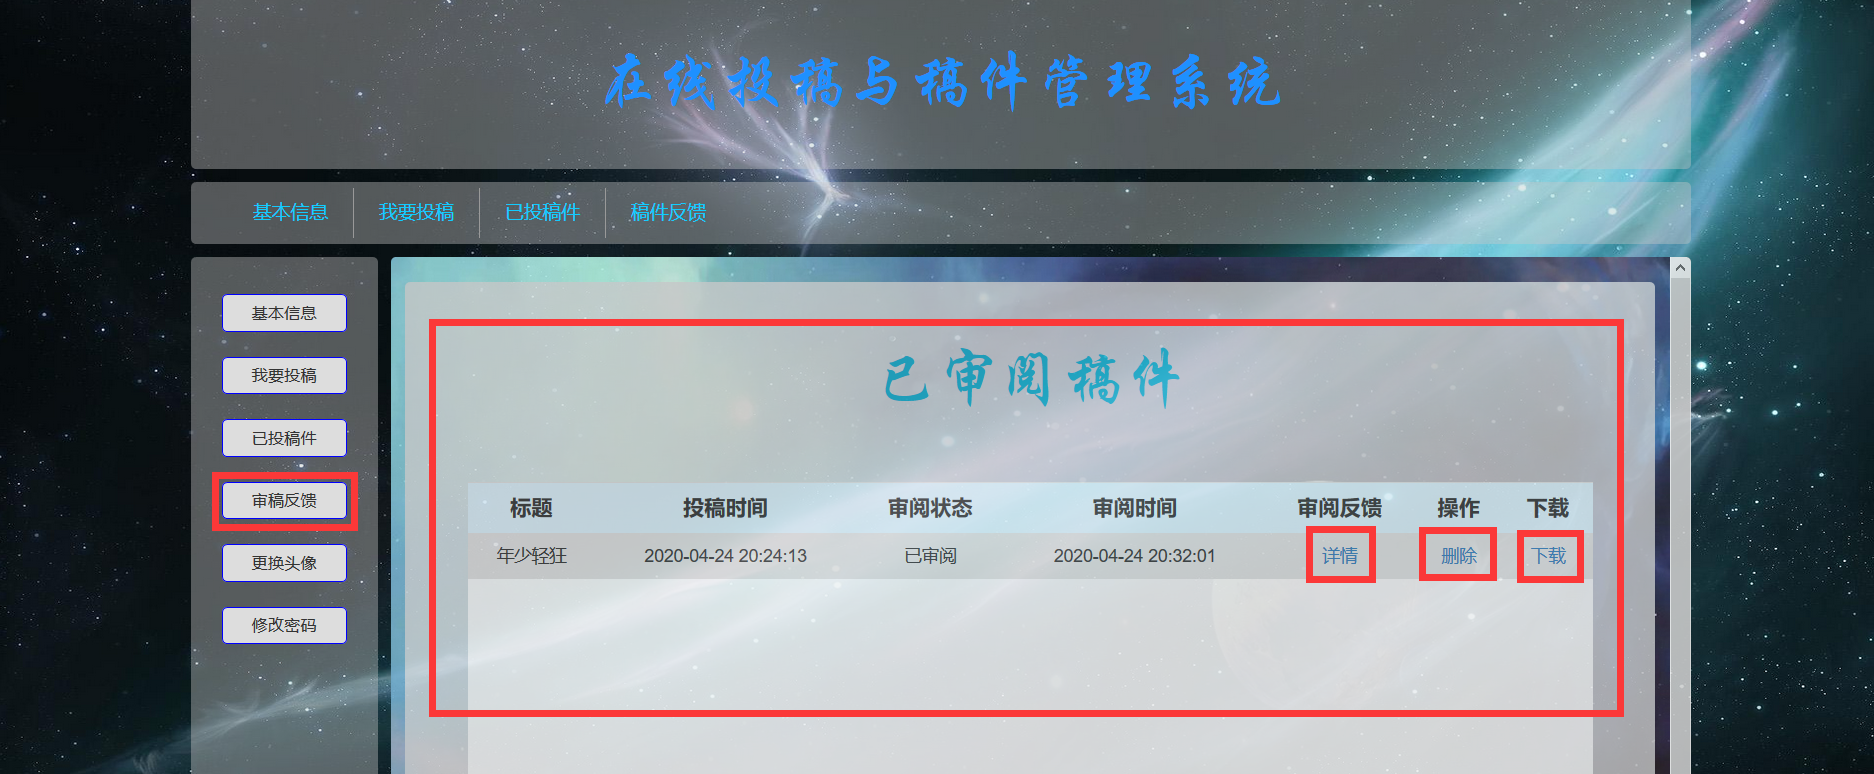 在线投稿与稿件管理系统
基本信息 我要投稿 已投稿件 稿件反馈
基本信息
我要投稿
已投稿件
审稿反馈
更换头像
修改密码
已审阅稿件
标题 投稿时间 审阅状态 审阅时间 审阅反馈 操作 下载
年少轻狂 2020-04-24 20:24:13 已审阅 2020-04-24 20:32:01 详情 删除 下载